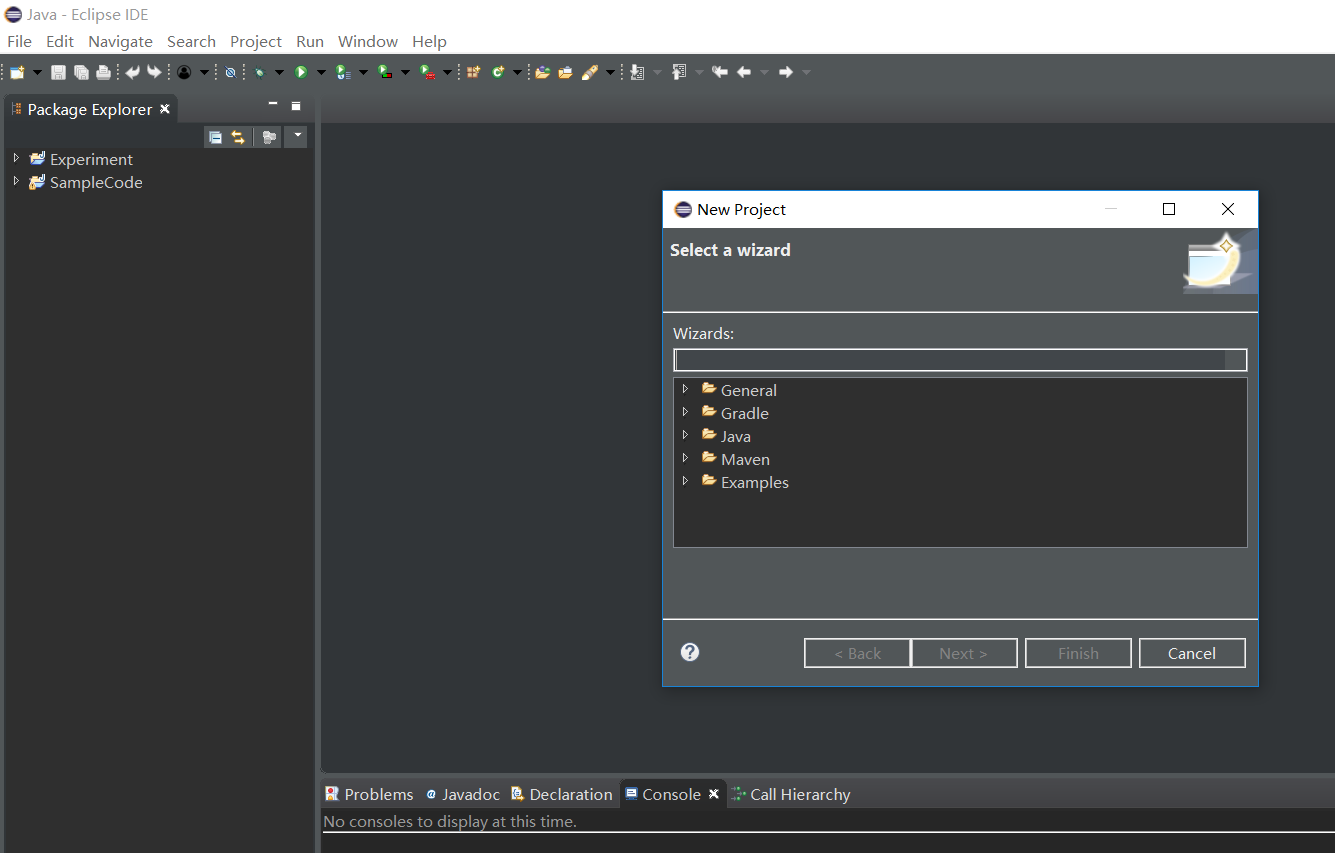 Java - Eclipse IDE
File Edit Navigate Search Project Run Window Help
Package Explorer
Experiment
SampleCode
New Project
Select a wizard
Wizards:
General
Gradle
Java
Maven
Examples
< Back Next > Finish Cancel
Problems Javadoc Declaration Console Call Hierarchy
No consoles to display at this time.